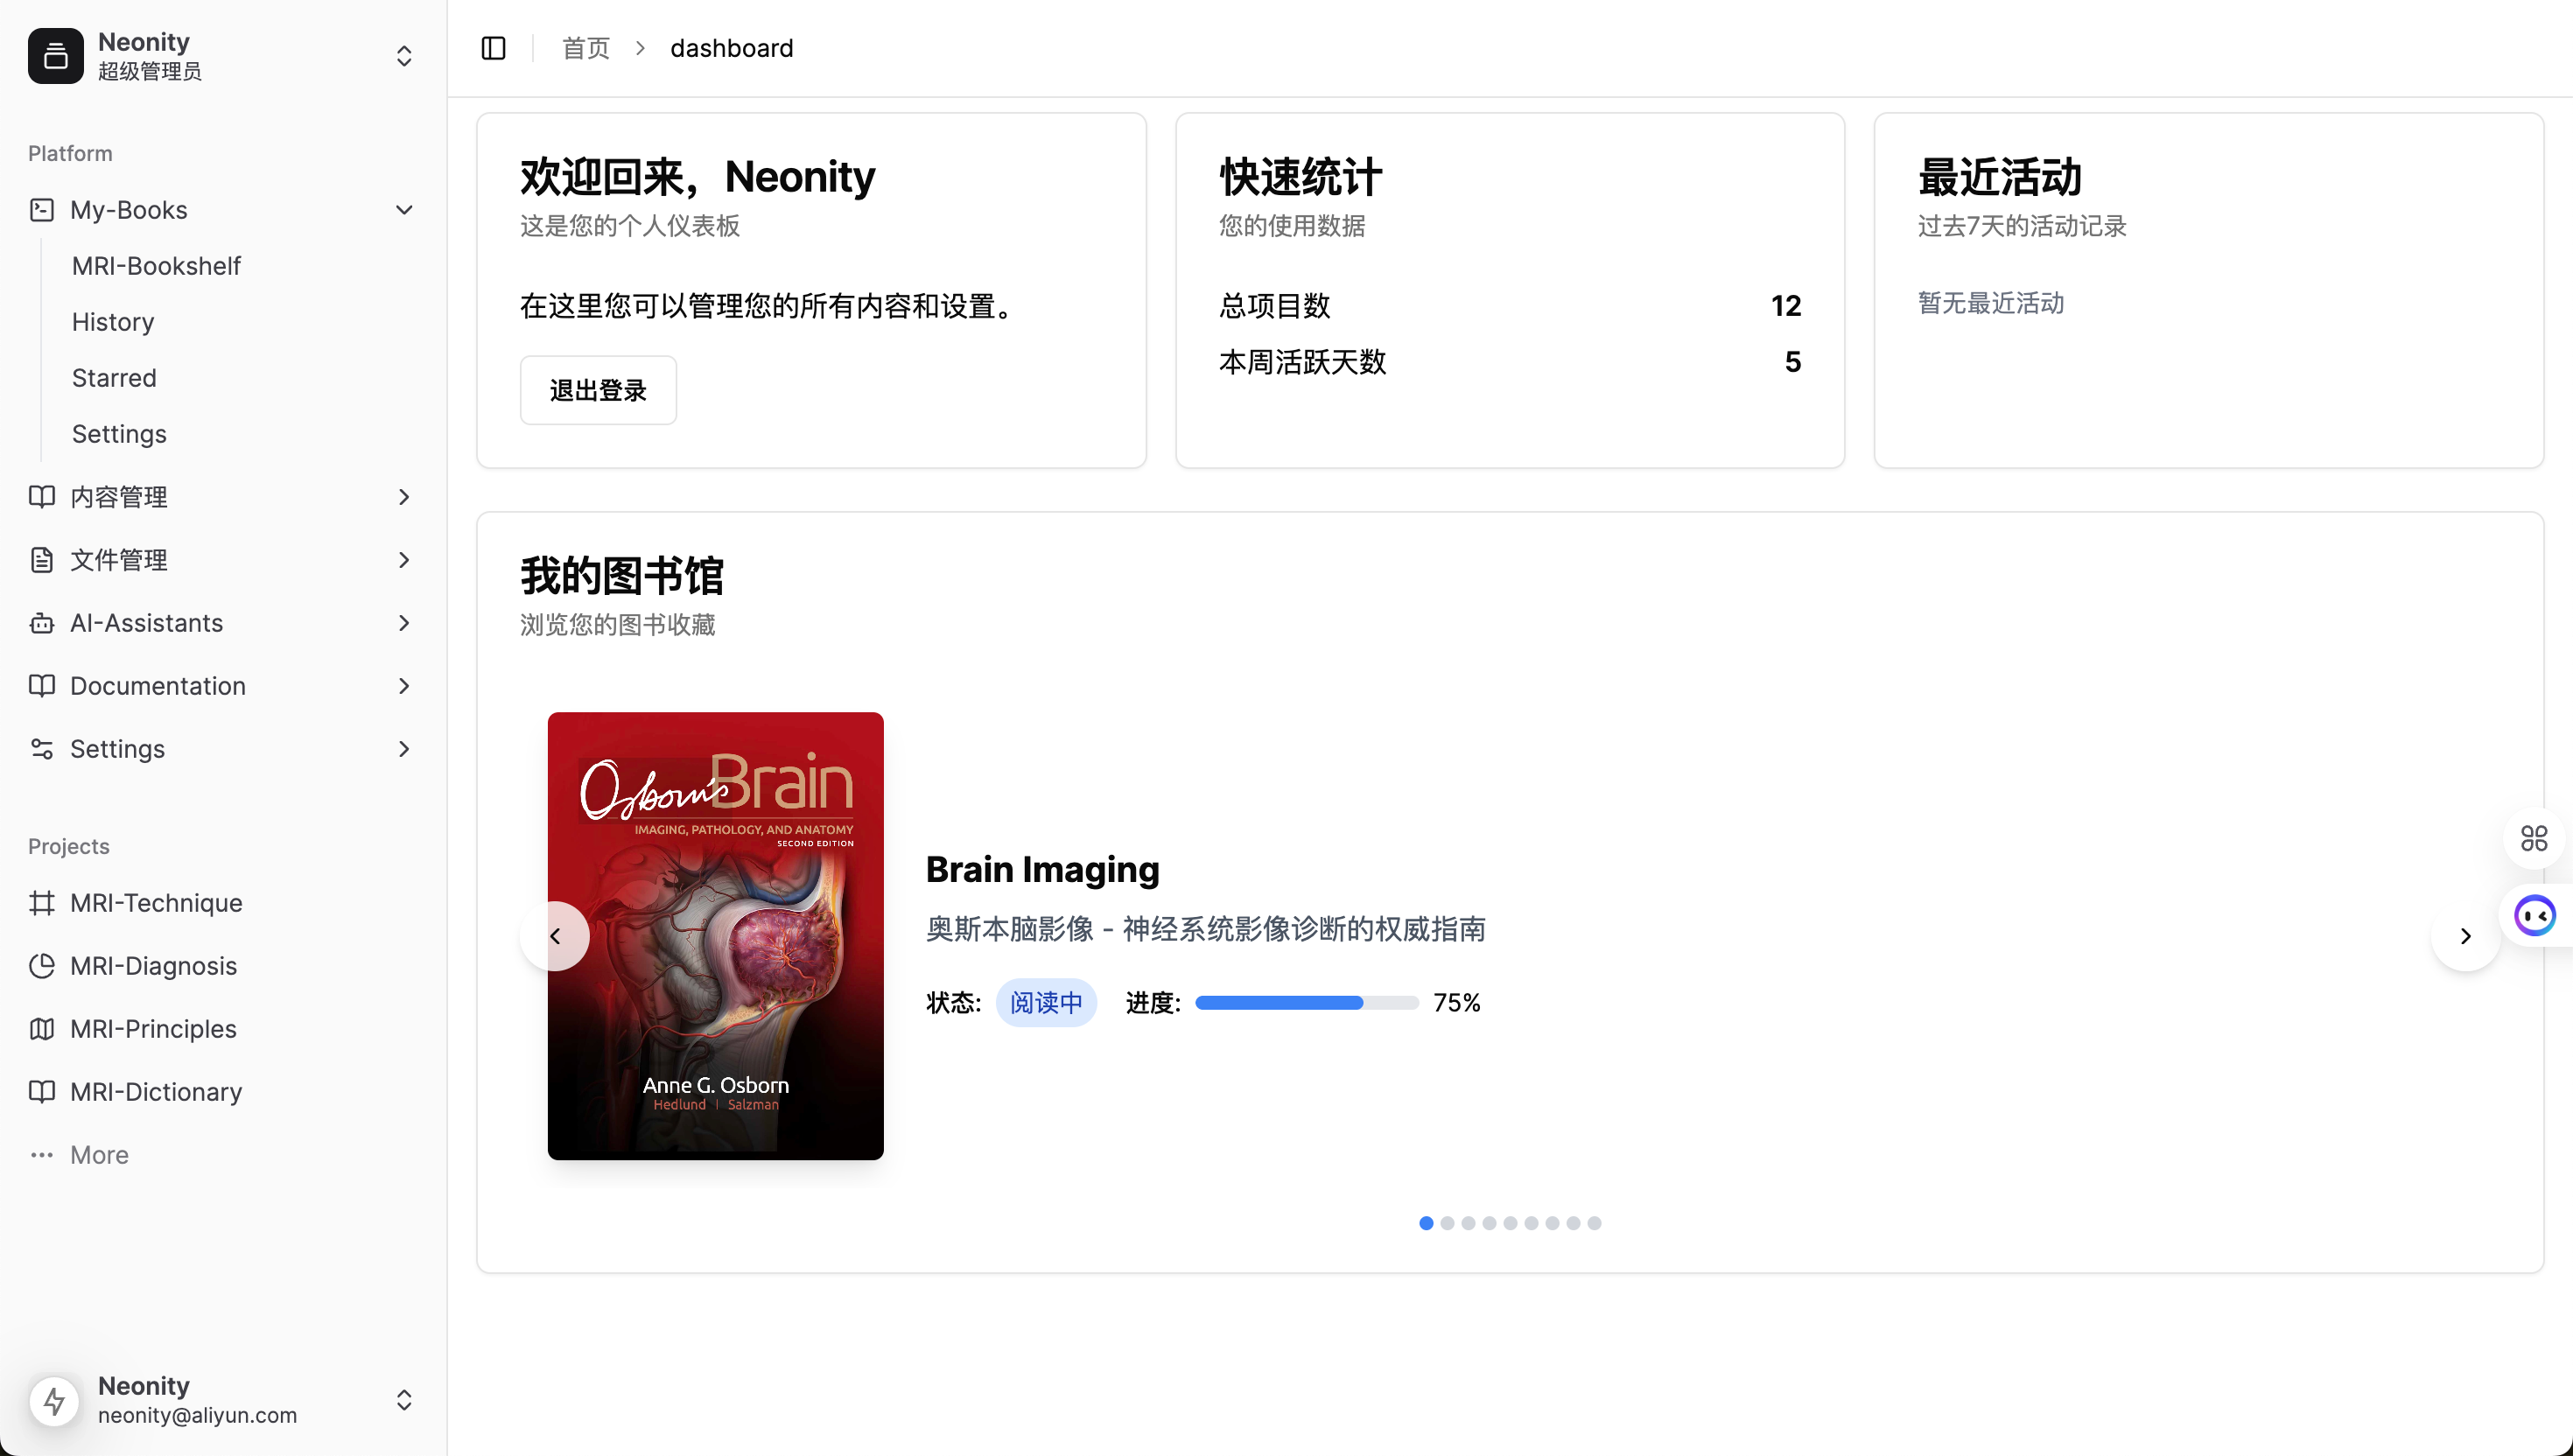 Neonity
超级管理员
Platform
My-Books
MRI-Bookshelf
History
Starred
Settings
内容管理
文件管理
AI-Assistants
Documentation
Settings
Projects
MRI-Technique
MRI-Diagnosis
MRI-Principles
MRI-Dictionary
More
Neonity
neonity@aliyun.com
首页
dashboard
欢迎回来，Neonity
这是您的个人仪表板
在这里您可以管理您的所有内容和设置。
退出登录
快速统计
您的使用数据
总项目数 12
本周活跃天数 5
最近活动
过去7天的活动记录
暂无最近活动
我的图书馆
浏览您的图书收藏
Osborn's Brain
IMAGING, PATHOLOGY, AND ANATOMY
SECOND EDITION
Anne G. Osborn
Hedlund | Salzman
Brain Imaging
奥斯本脑影像 - 神经系统影像诊断的权威指南
状态: 阅读中 进度: 75%